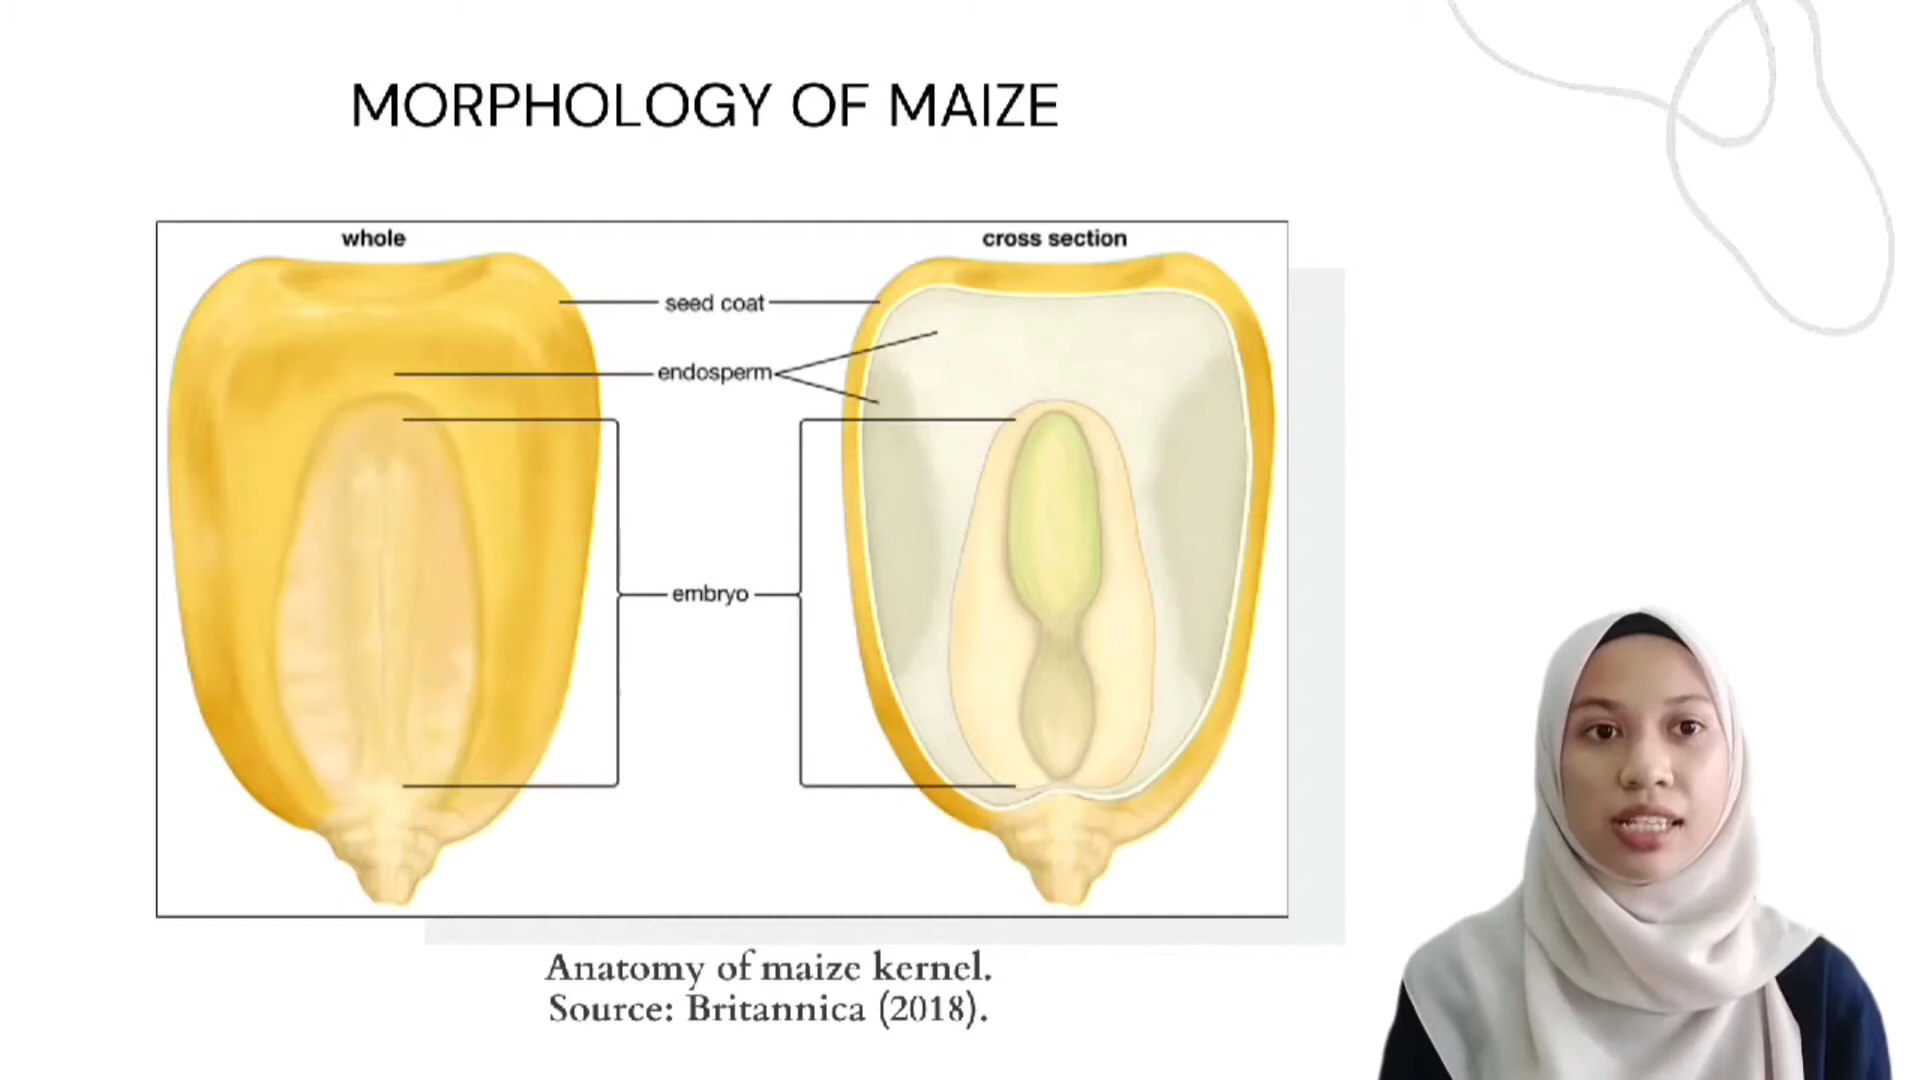 MORPHOLOGY OF MAIZE
whole
cross section
seed coat
endosperm
embryo
Anatomy of maize kernel.
Source: Britannica (2018).